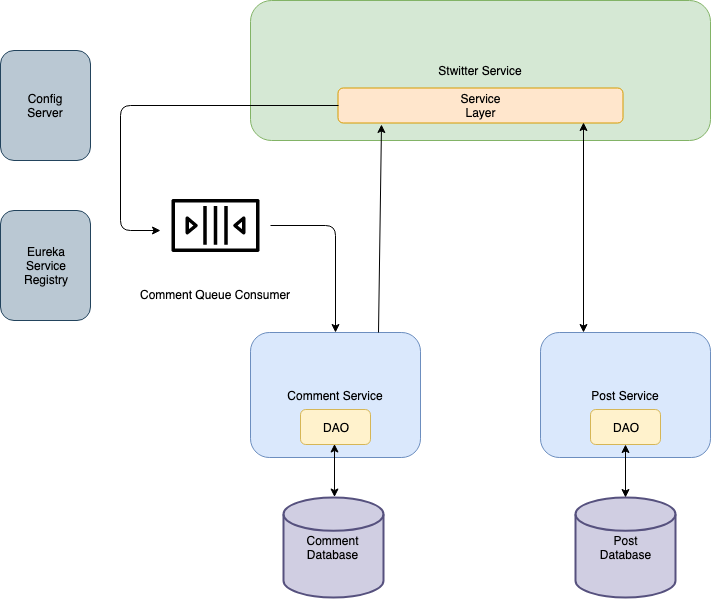 Stwitter Service
Service
Layer
Config
Server
Eureka
Service
Registry
Comment Queue Consumer
Comment Service
DAO
Post Service
DAO
Comment
Database
Post
Database